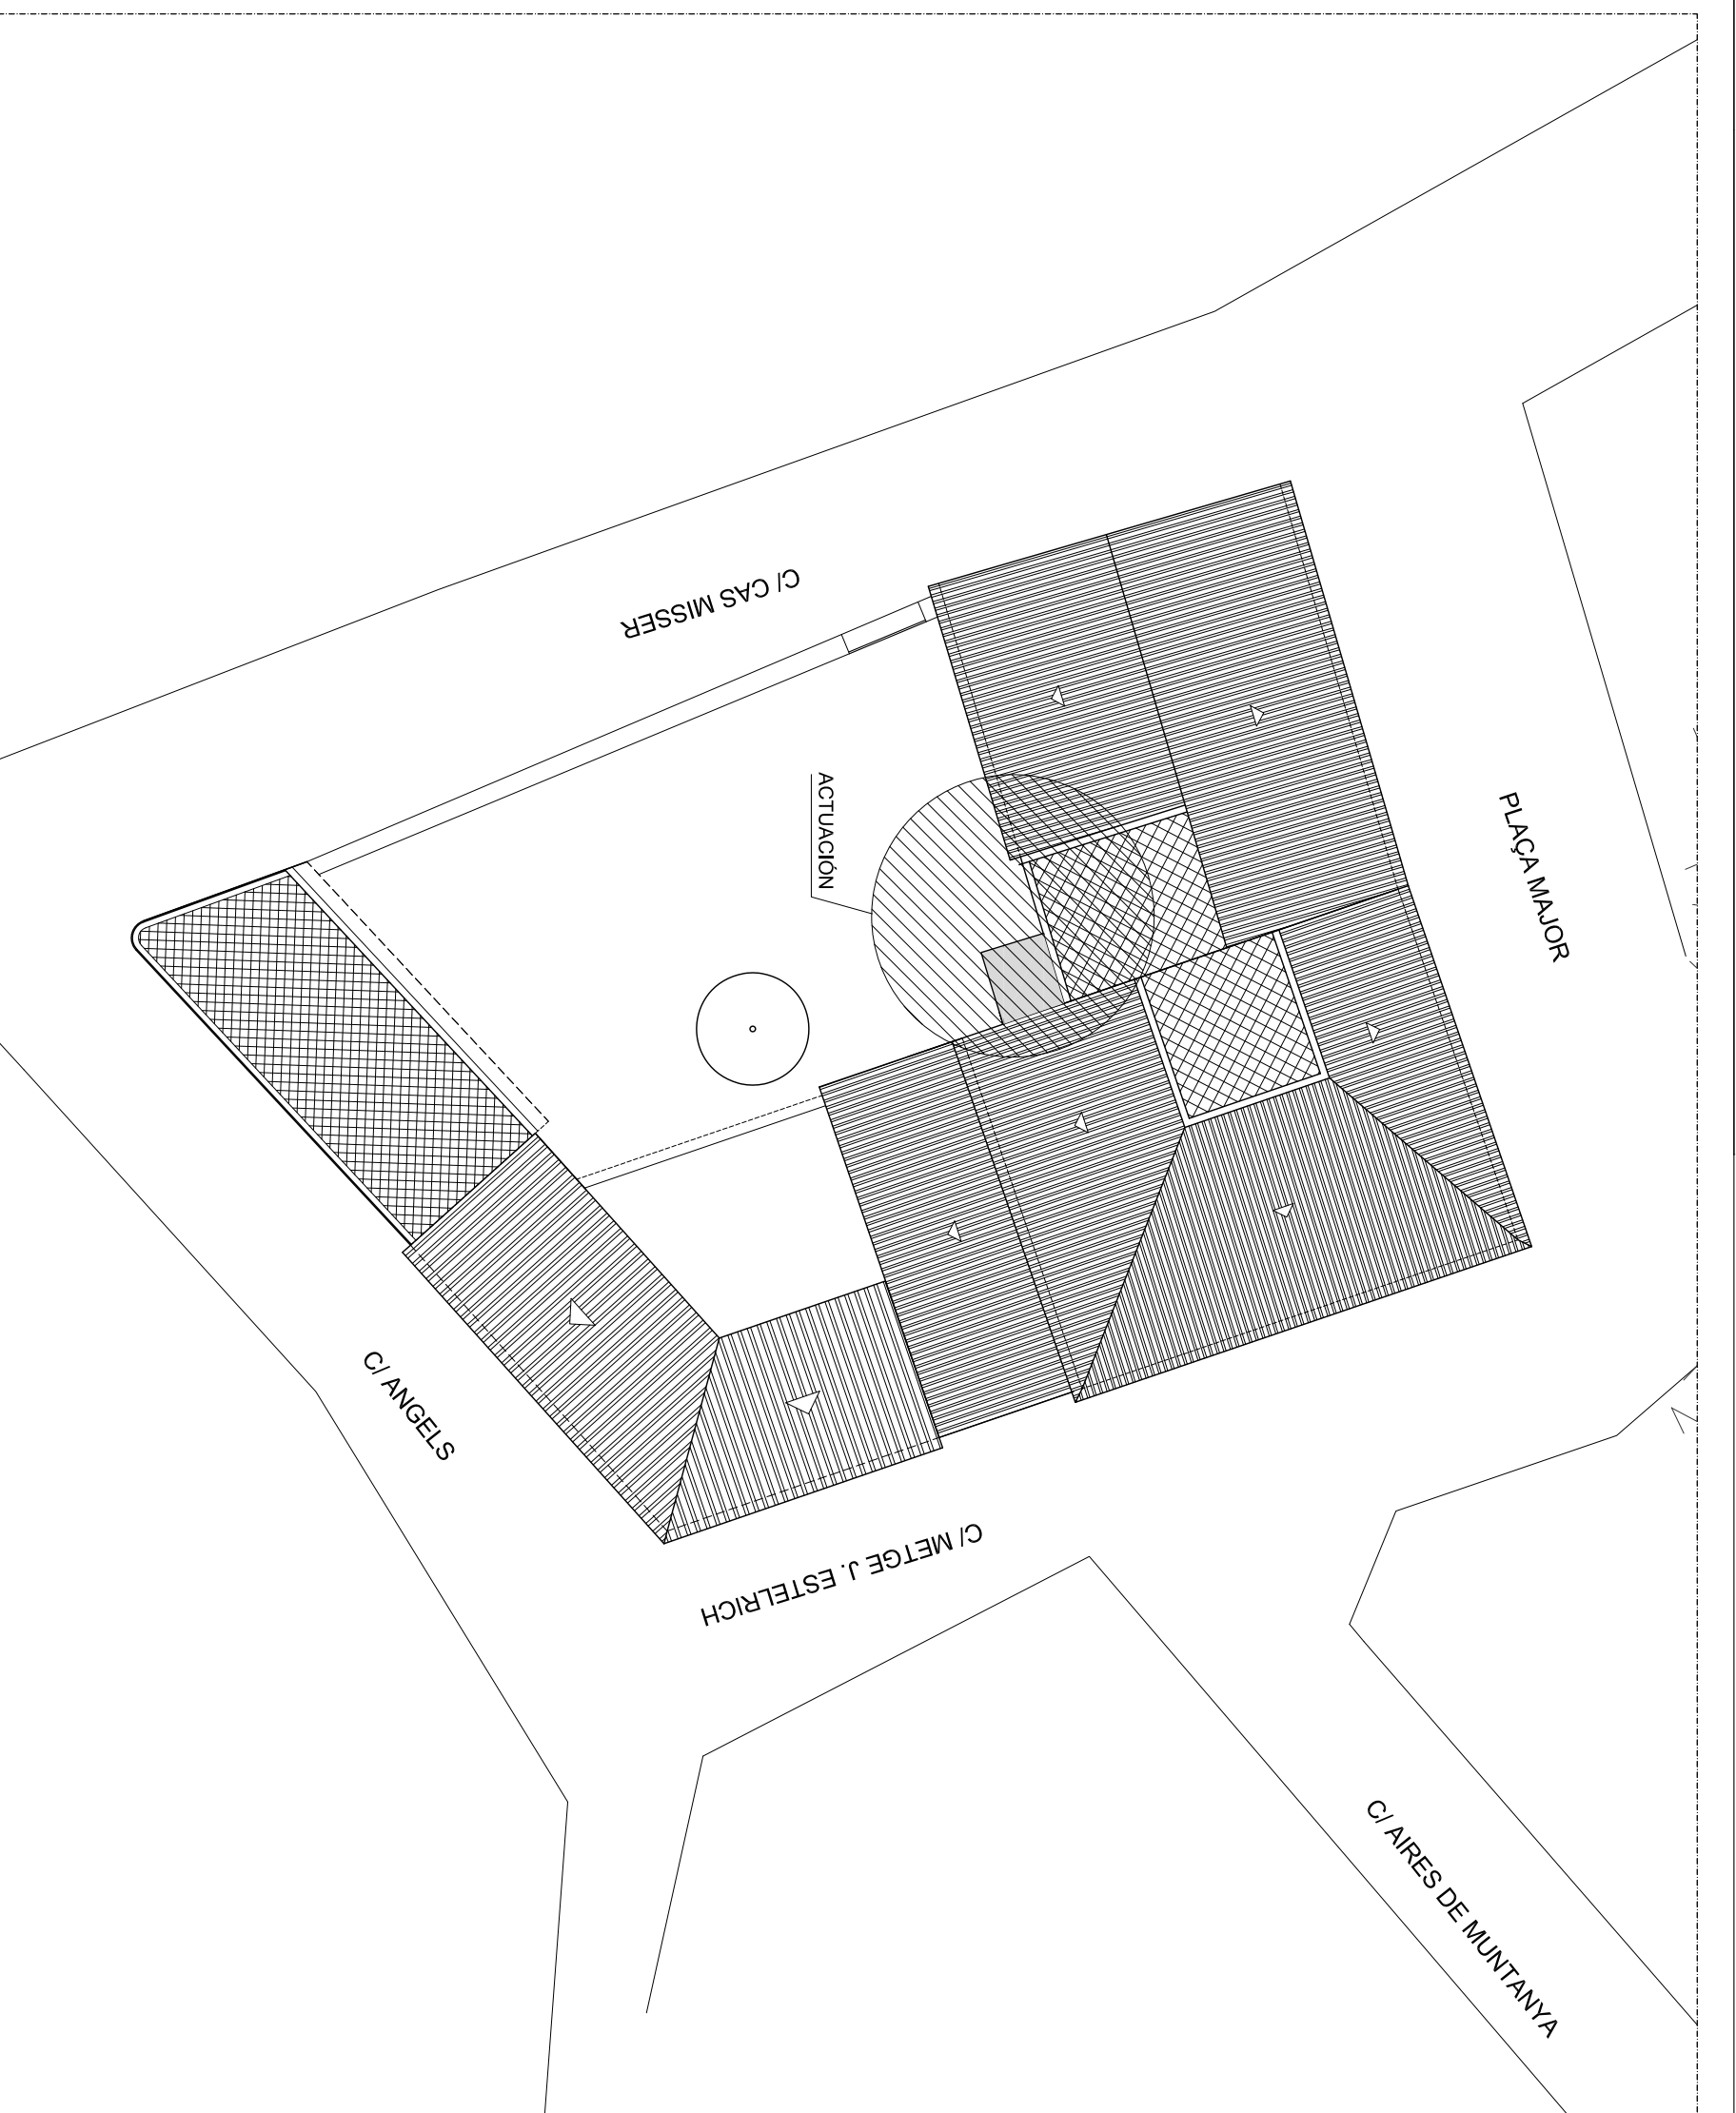 C/ CAS MISSER
ACTUACIÓN
PLAÇA MAJOR
C/ ANGELS
C/ METGE J. ESTELRICH
C/ AIRES DE MUNTANYA